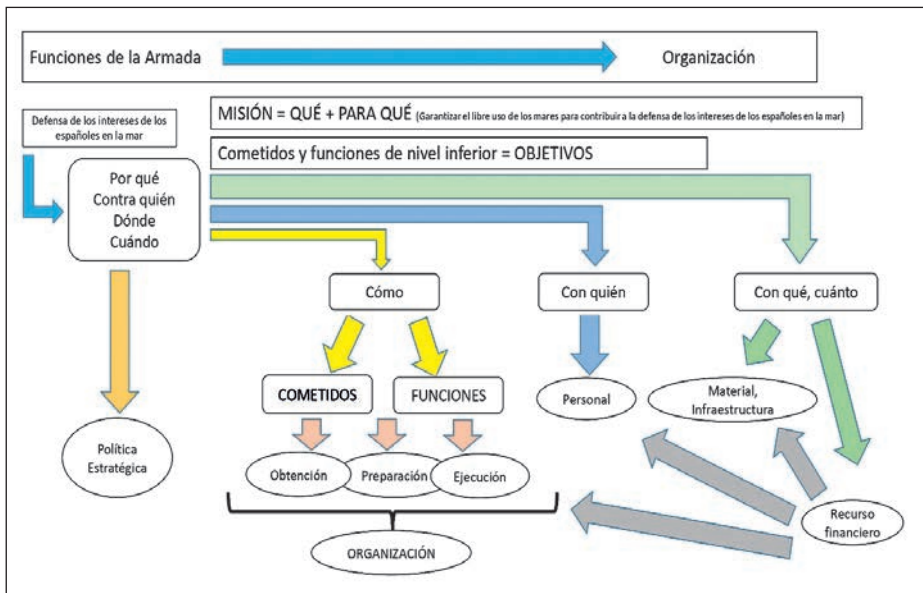 Funciones de la Armada
Organización
Defensa de los intereses de los
españoles en la mar
MISIÓN = QUÉ + PARA QUÉ (Garantizar el libre uso de los mares para contribuir a la defensa de los intereses de los españoles en la mar)
Cometidos y funciones de nivel inferior = OBJETIVOS
Por qué
Contra quién
Dónde
Cuándo
Cómo
Con quién
Con qué, cuánto
COMETIDOS
FUNCIONES
Personal
Material,
Infraestructura
Política
Estratégica
Obtención
Preparación
Ejecución
Recurso
financiero
ORGANIZACIÓN